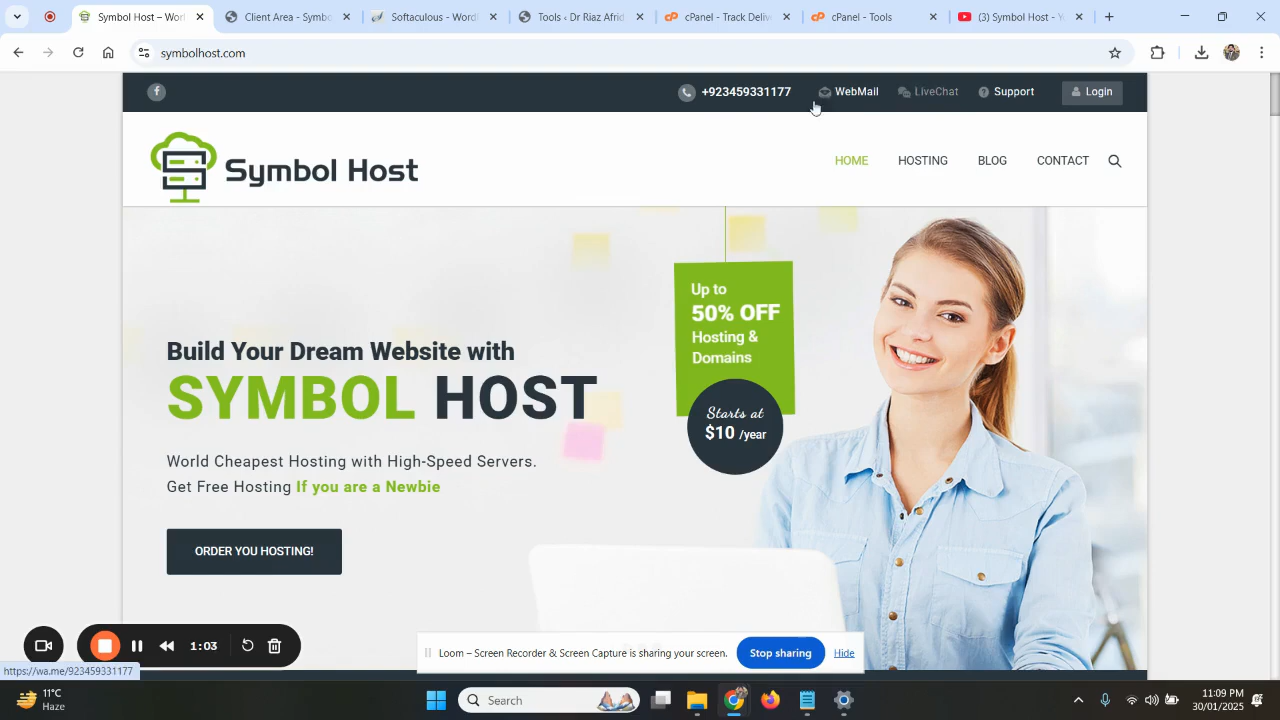 Symbol Host – Worl
Client Area - Symbo
Softaculous - Wordl
Tools ‹ Dr Riaz Afrid
cPanel - Track Deliv
cPanel - Tools
(3) Symbol Host - Y
symbolhost.com
+923459331177
WebMail
LiveChat
Support
Login
Symbol Host
HOME
HOSTING
BLOG
CONTACT
Up to
50% OFF
Hosting &
Domains
Starts at
$10 /year
Build Your Dream Website with
SYMBOL HOST
World Cheapest Hosting with High-Speed Servers.
Get Free Hosting If you are a Newbie
ORDER YOU HOSTING!
1:03
Loom – Screen Recorder & Screen Capture is sharing your screen.
Stop sharing
Hide
https://wa.me/923459331177
11°C
Haze
Search
11:09 PM
30/01/2025